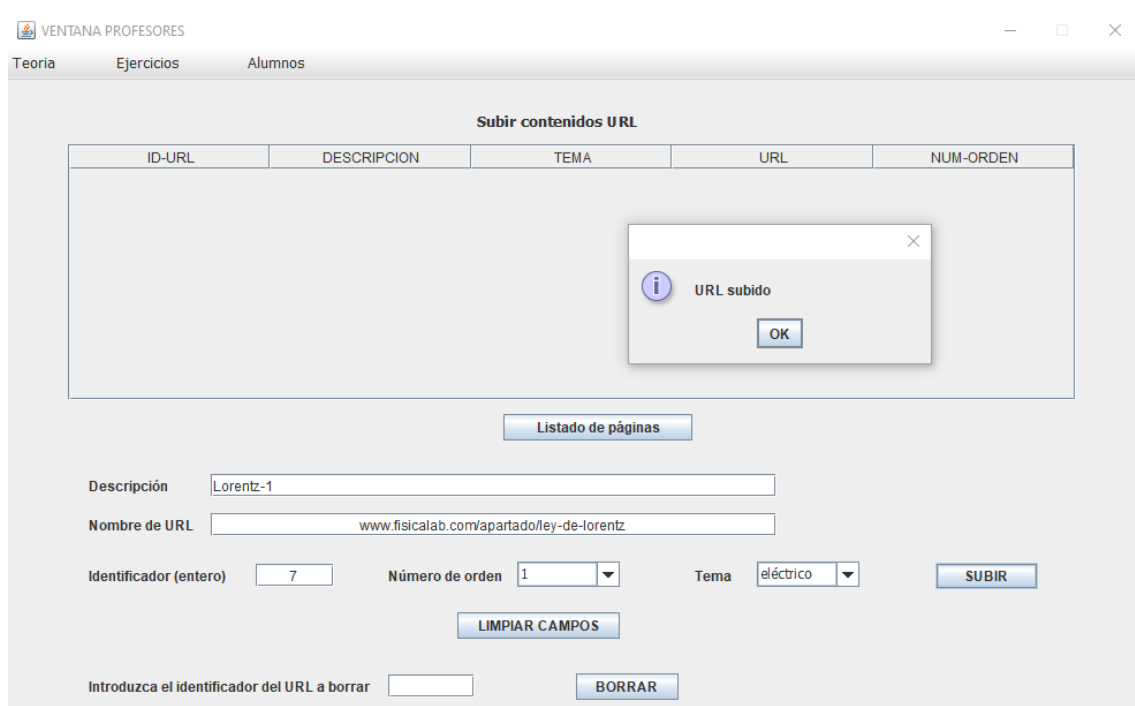 VENTANA PROFESORES
Teoria Ejercicios Alumnos
Subir contenidos URL
ID-URL DESCRIPCION TEMA URL NUM-ORDEN
URL subido
OK
Listado de páginas
Descripción Lorentz-1
Nombre de URL www.fisicalab.com/apartado/ley-de-lorentz
Identificador (entero) 7 Número de orden 1 Tema eléctrico SUBIR
LIMPIAR CAMPOS
Introduzca el identificador del URL a borrar BORRAR